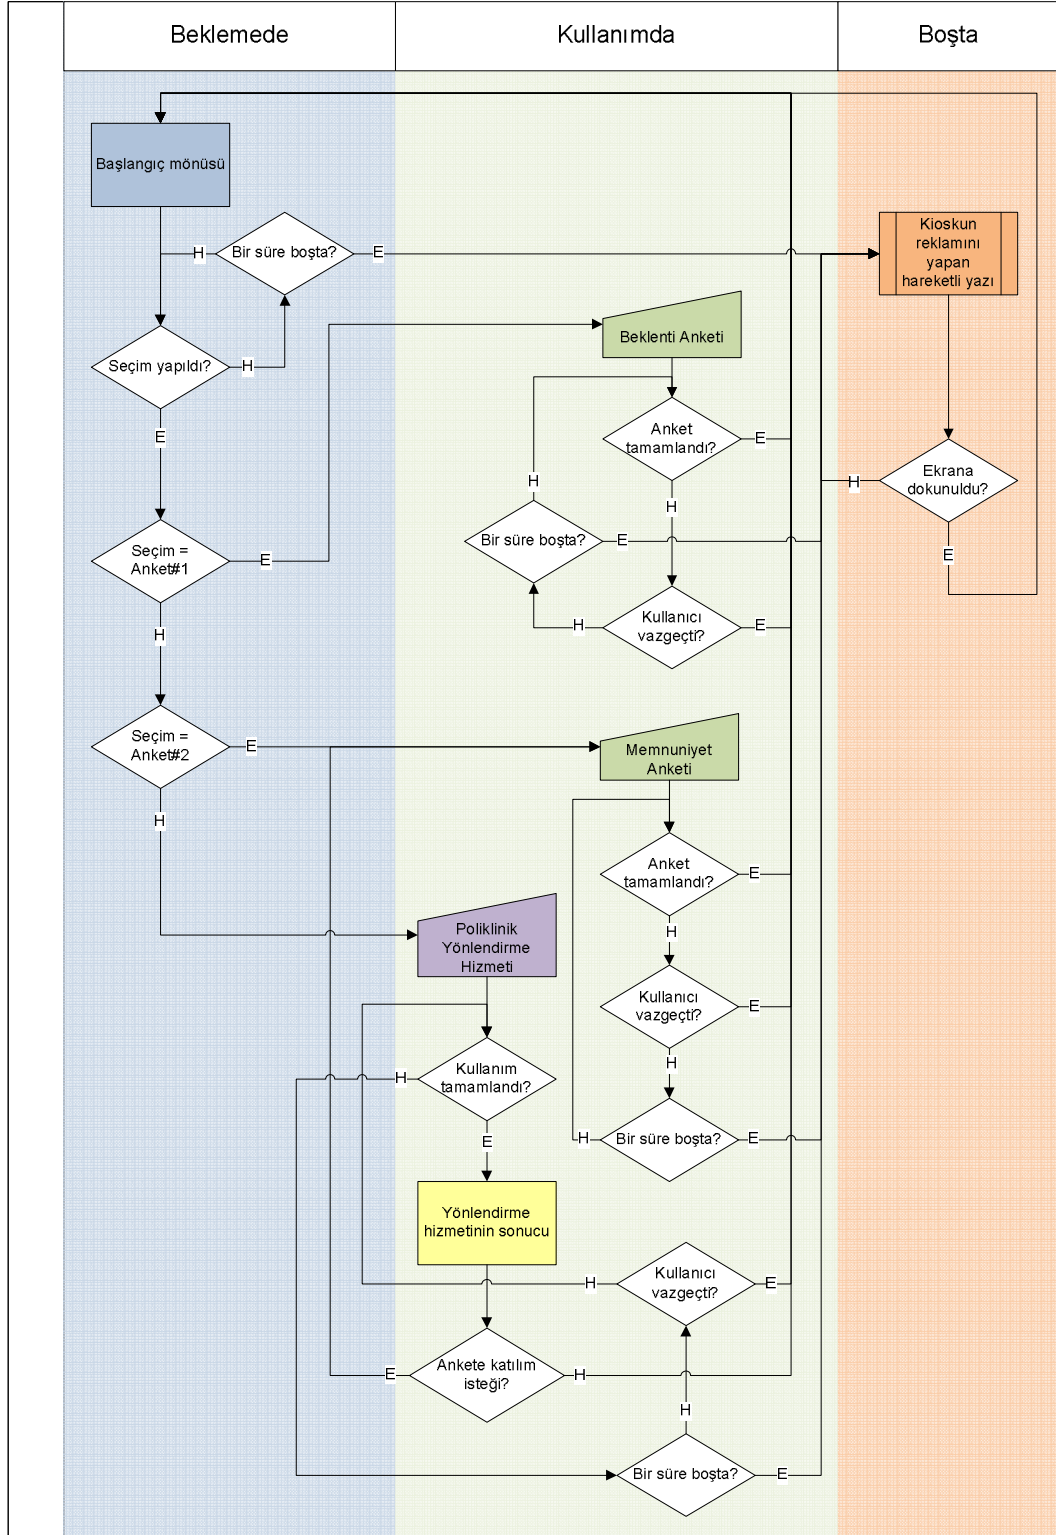 Beklemede
Kullanımda
Boşta
Başlangıç mönüsü
Bir süre boşta?
H
E
Kioskun
reklamını
yapan
hareketli yazı
Beklenti Anketi
Seçim yapıldı?
H
E
Anket
tamamlandı?
E
H
H
Ekrana
dokunuldu?
H
E
Bir süre boşta?
E
Seçim =
Anket#1
E
H
Kullanıcı
vazgeçti?
H
E
Seçim =
Anket#2
E
H
Memnuniyet
Anketi
Anket
tamamlandı?
E
H
Poliklinik
Yönlendirme
Hizmeti
Kullanıcı
vazgeçti?
E
H
Kullanım
tamamlandı?
H
E
Bir süre boşta?
H
E
Yönlendirme
hizmetinin sonucu
Kullanıcı
vazgeçti?
H
E
Ankete katılım
isteği?
E
H
H
Bir süre boşta?
E